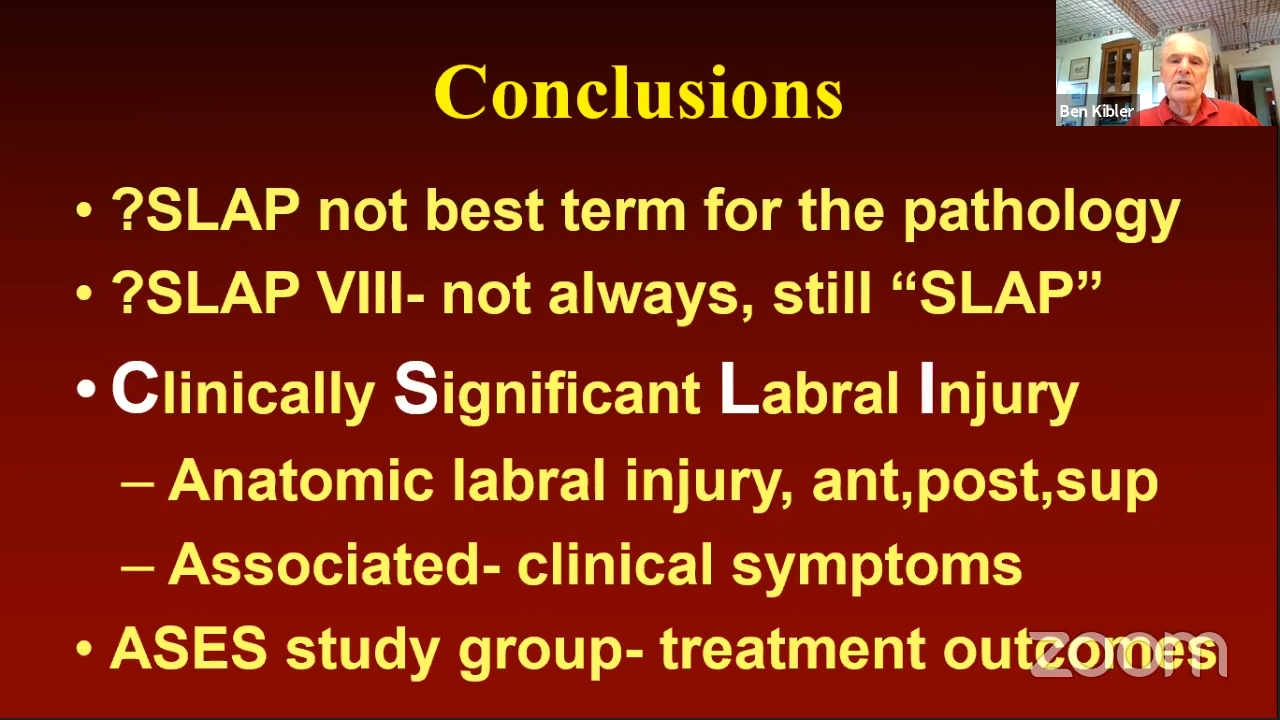 Conclusions
Ben Kibler
• ?SLAP not best term for the pathology
• ?SLAP VIII- not always, still “SLAP”
• Clinically Significant Labral Injury
– Anatomic labral injury, ant,post,sup
– Associated- clinical symptoms
• ASES study group- treatment outcomes
zoom